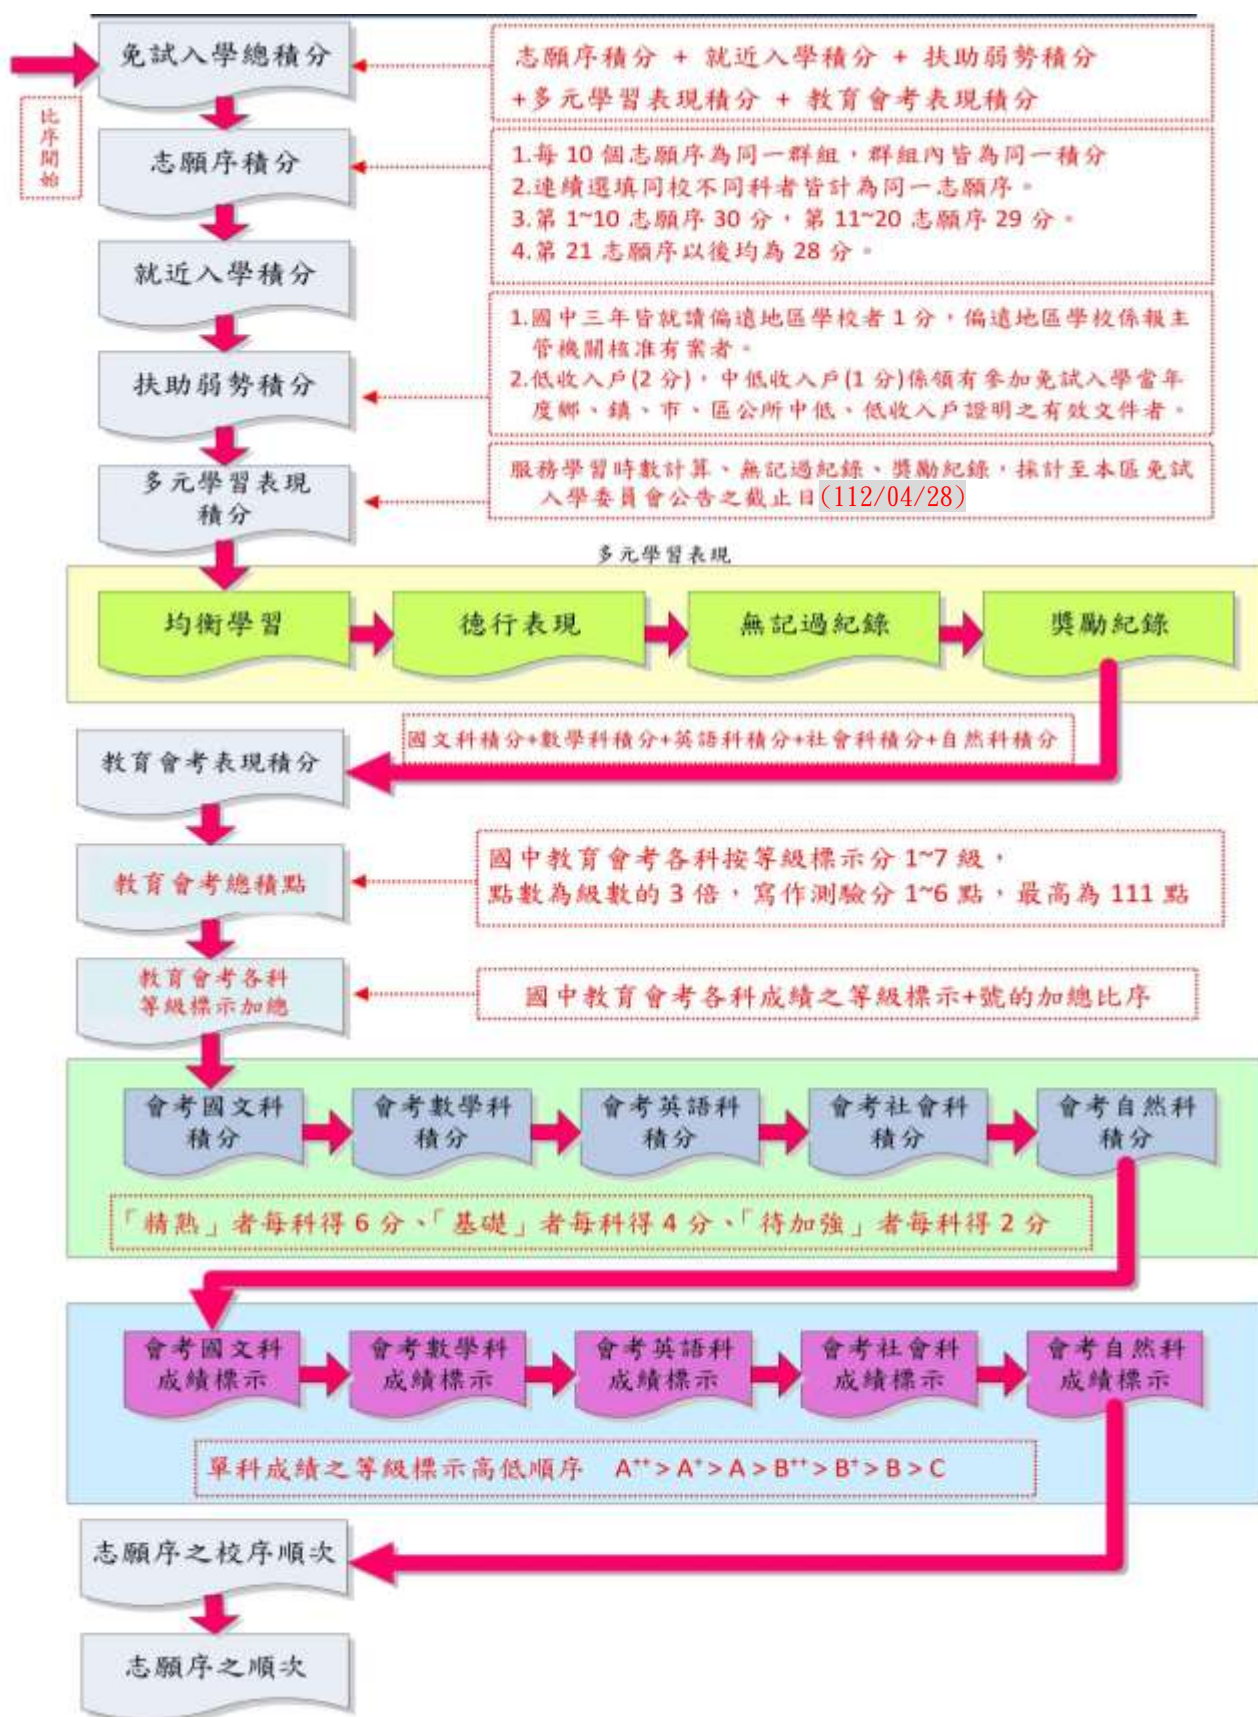 免試入學總積分
志願序積分 + 就近入學積分 + 扶助弱勢積分
+多元學習表現積分 + 教育會考表現積分
比序開始
志願序積分
1.每 10 個志願序為同一群組，群組內皆為同一積分
2.連續選填同校不同科者皆計為同一志願序。
3.第 1~10 志願序 30 分，第 11~20 志願序 29 分。
4.第 21 志願序以後均為 28 分。
就近入學積分
扶助弱勢積分
1.國中三年皆就讀偏遠地區學校者 1 分，偏遠地區學校係報主
管機關核准有案者。
2.低收入戶(2 分)，中低收入戶(1 分)係領有參加免試入學當年
度鄉、鎮、市、區公所中低、低收入戶證明之有效文件者。
多元學習表現
積分
服務學習時數計算、無記過紀錄、獎勵紀錄，採計至本區免試
入學委員會公告之截止日(112/04/28)
多元學習表現
均衡學習
德行表現
無記過紀錄
獎勵紀錄
國文科積分+數學科積分+英語科積分+社會科積分+自然科積分
教育會考表現積分
教育會考總積點
國中教育會考各科按等級標示分 1~7 級，
點數為級數的 3 倍，寫作測驗分 1~6 點，最高為 111 點
教育會考各科
等級標示加總
國中教育會考各科成績之等級標示+號的加總比序
會考國文科
積分
會考數學科
積分
會考英語科
積分
會考社會科
積分
會考自然科
積分
「精熟」者每科得 6 分、「基礎」者每科得 4 分、「待加強」者每科得 2 分
會考國文科
成績標示
會考數學科
成績標示
會考英語科
成績標示
會考社會科
成績標示
會考自然科
成績標示
單科成績之等級標示高低順序 A⁺⁺ > A⁺ > A > B⁺⁺ > B⁺ > B > C
志願序之校序順次
志願序之順次